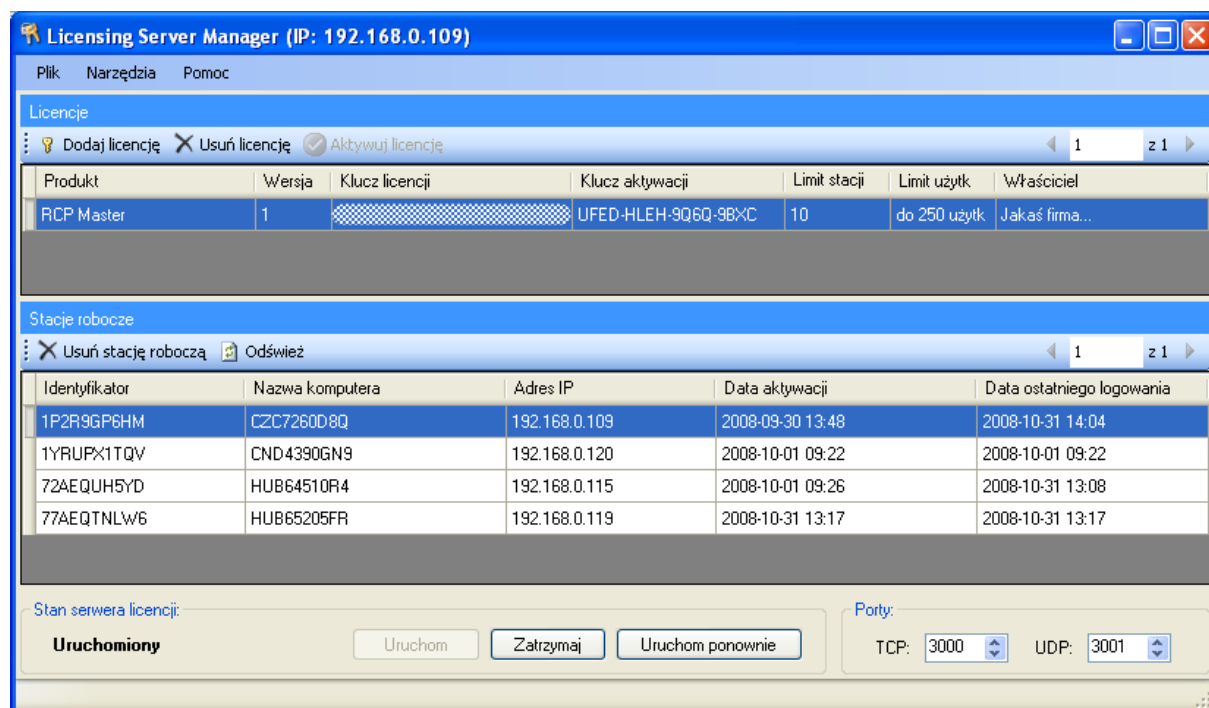 Licensing Server Manager (IP: 192.168.0.109)
Plik Narzędzia Pomoc
Licencje
Dodaj licencję Usuń licencję Aktywuj licencję 1 z 1
Produkt Wersja Klucz licencji Klucz aktywacji Limit stacji Limit użytk Właściciel
RCP Master 1 UFED-HLEH-9Q6Q-9BXC 10 do 250 użytk Jakaś firma...
Stacje robocze
Usuń stację roboczą Odśwież 1 z 1
Identyfikator Nazwa komputera Adres IP Data aktywacji Data ostatniego logowania
1P2R9GP6HM CZC7260D8Q 192.168.0.109 2008-09-30 13:48 2008-10-31 14:04
1YRUPX1TQV CND4390GN9 192.168.0.120 2008-10-01 09:22 2008-10-01 09:22
72AEQUH5YD HUB64510R4 192.168.0.115 2008-10-01 09:26 2008-10-31 13:08
77AEQTNLW6 HUB65205FR 192.168.0.119 2008-10-31 13:17 2008-10-31 13:17
Stan serwera licencji: Porty:
Uruchomiony Uruchom Zatrzymaj Uruchom ponownie TCP: 3000 UDP: 3001